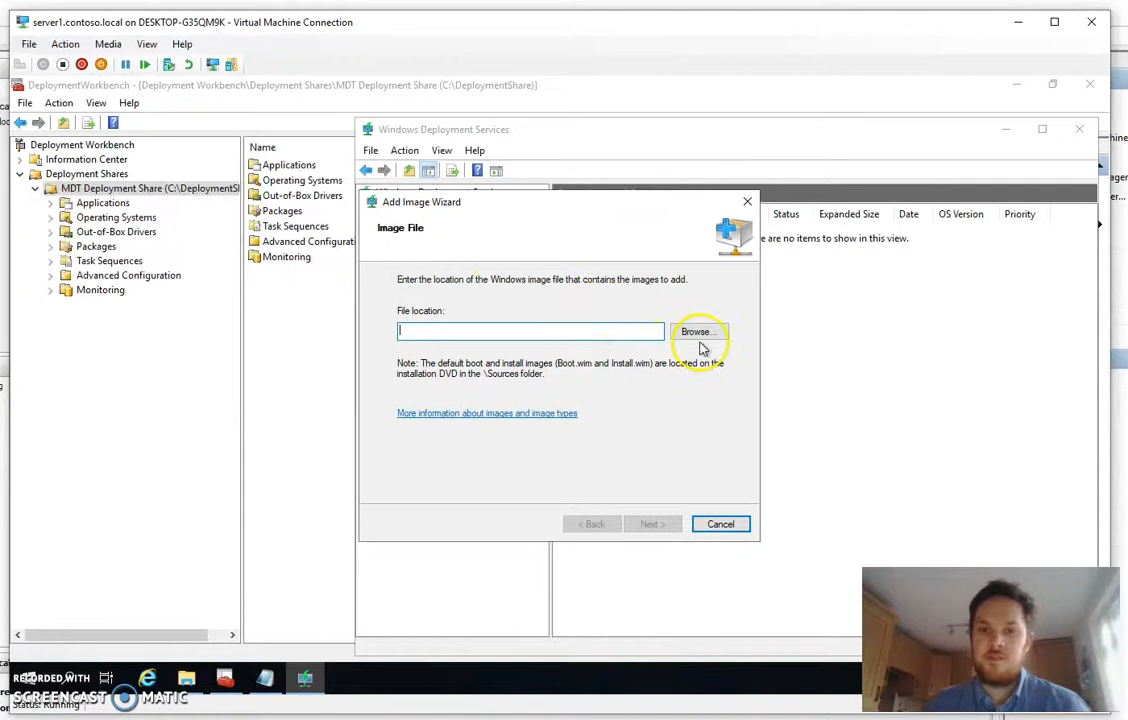 server1.contoso.local on DESKTOP-G35QM9K - Virtual Machine Connection
File Action Media View Help
DeploymentWorkbench - [Deployment Workbench\Deployment Shares\MDT Deployment Share (C:\DeploymentShare)]
File Action View Help
Deployment Workbench
Information Center
Deployment Shares
MDT Deployment Share (C:\DeploymentSl
Applications
Operating Systems
Out-of-Box Drivers
Packages
Task Sequences
Advanced Configuration
Monitoring
Name
Applications
Operating Systems
Out-of-Box Drivers
Packages
Task Sequences
Advanced Configurati
Monitoring
Windows Deployment Services
File Action View Help
Status Expanded Size Date OS Version Priority
re are no items to show in this view.
Add Image Wizard
Image File
Enter the location of the Windows image file that contains the images to add.
File location:
Browse...
Note: The default boot and install images (Boot.wim and Install.wim) are located on the
installation DVD in the \Sources folder.
More information about images and image types
< Back Next > Cancel
RECORDED WITH
SCREENCAST MATIC
Status: Running